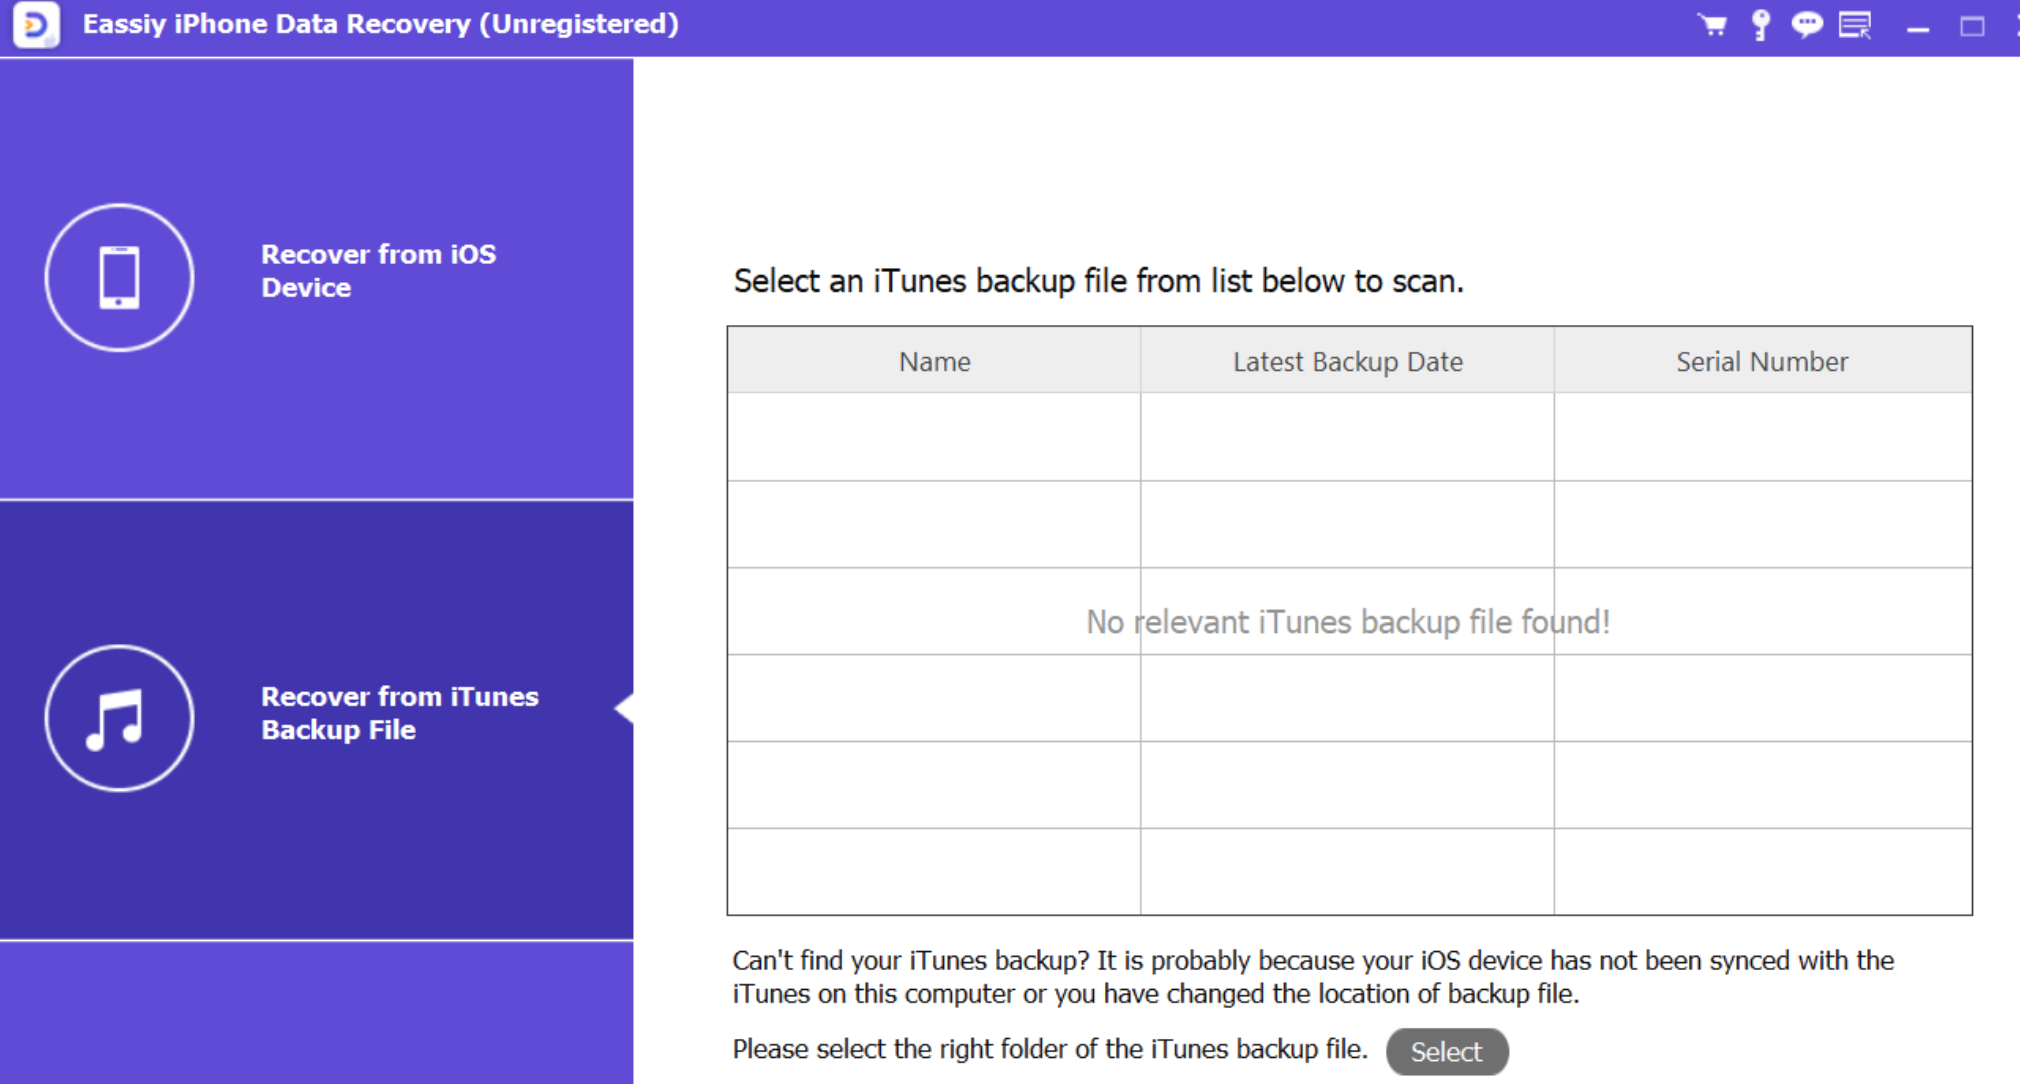 Eassiy iPhone Data Recovery (Unregistered)
Recover from iOS
Device
Recover from iTunes
Backup File
Select an iTunes backup file from list below to scan.
Name Latest Backup Date Serial Number
No relevant iTunes backup file found!
Can't find your iTunes backup? It is probably because your iOS device has not been synced with the
iTunes on this computer or you have changed the location of backup file.
Please select the right folder of the iTunes backup file. Select